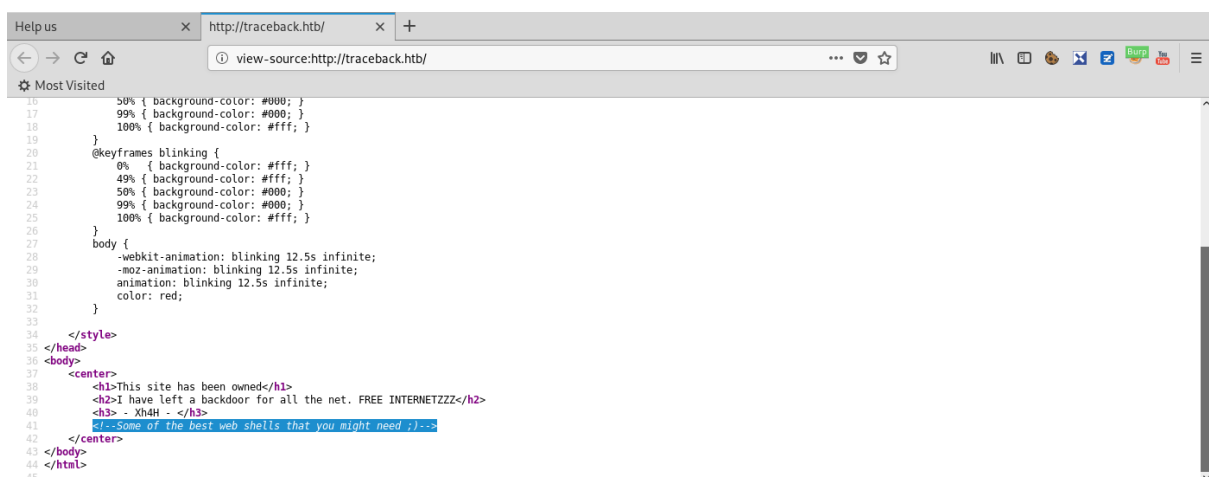 Help us
http://traceback.htb/
view-source:http://traceback.htb/
Burp
You
Tube
Most Visited
16 50% { background-color: #000; }
17 99% { background-color: #000; }
18 100% { background-color: #fff; }
19 }
20 @keyframes blinking {
21 0% { background-color: #fff; }
22 49% { background-color: #fff; }
23 50% { background-color: #000; }
24 99% { background-color: #000; }
25 100% { background-color: #fff; }
26 }
27 body {
28 -webkit-animation: blinking 12.5s infinite;
29 -moz-animation: blinking 12.5s infinite;
30 animation: blinking 12.5s infinite;
31 color: red;
32 }
33
34 </style>
35 </head>
36 <body>
37 <center>
38 <h1>This site has been owned</h1>
39 <h2>I have left a backdoor for all the net. FREE INTERNETZZZ</h2>
40 <h3> - Xh4H - </h3>
41 <!--Some of the best web shells that you might need ;)-->
42 </center>
43 </body>
44 </html>
45